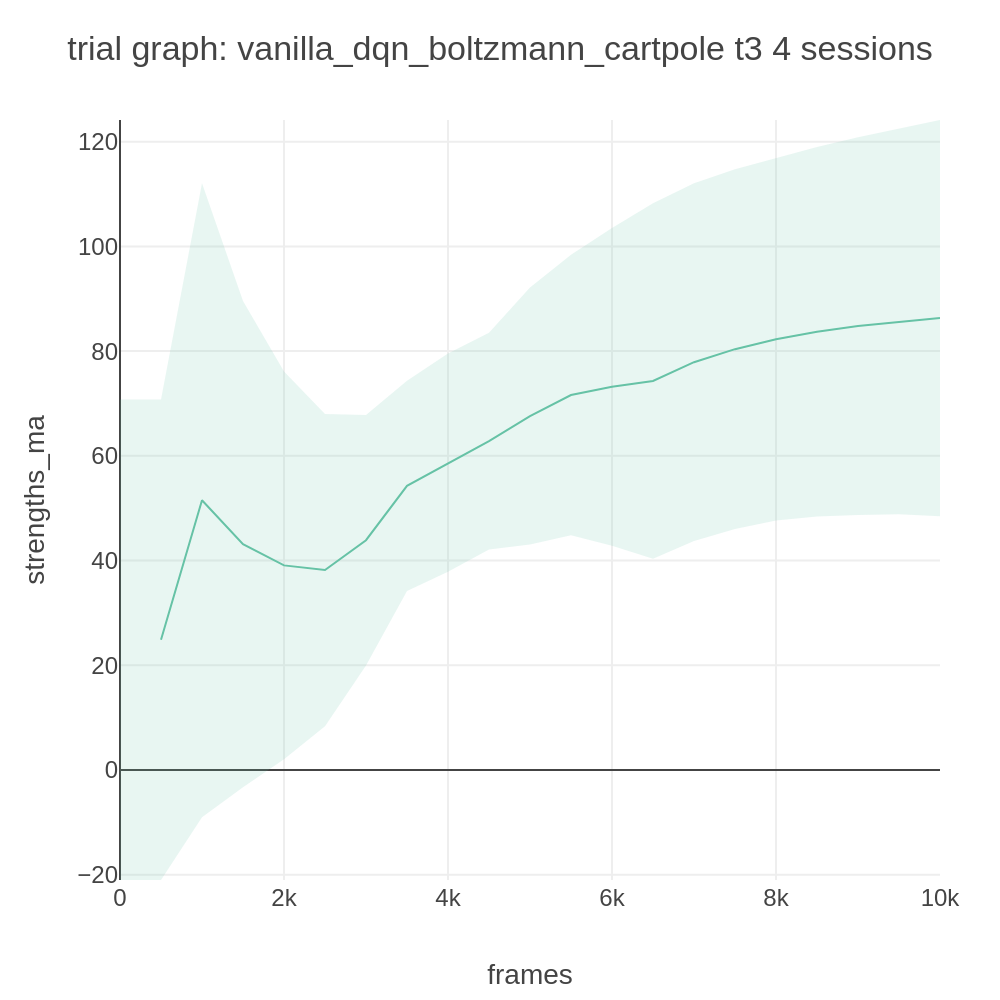 trial graph: vanilla_dqn_boltzmann_cartpole t3 4 sessions
120
100
80
60
40
20
0
−20
strengths_ma
0 2k 4k 6k 8k 10k
frames